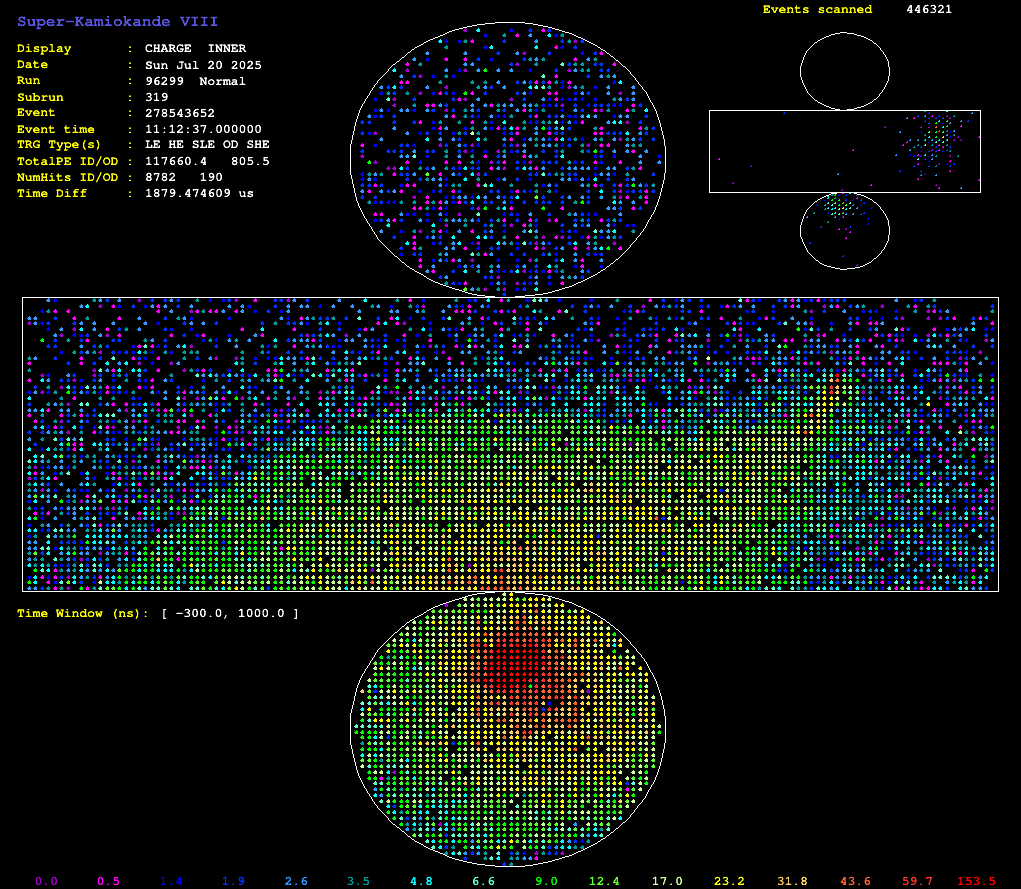 Super-Kamiokande VIII
Events scanned 446321
Display : CHARGE INNER
Date : Sun Jul 20 2025
Run : 96299 Normal
Subrun : 319
Event : 278543652
Event time : 11:12:37.000000
TRG Type(s) : LE HE SLE OD SHE
TotalPE ID/OD : 117660.4 805.5
NumHits ID/OD : 8782 190
Time Diff : 1879.474609 us
Time Window (ns): [ -300.0, 1000.0 ]
0.0 0.5 1.4 1.9 2.6 3.5 4.8 6.6 9.0 12.4 17.0 23.2 31.8 43.6 59.7 153.5